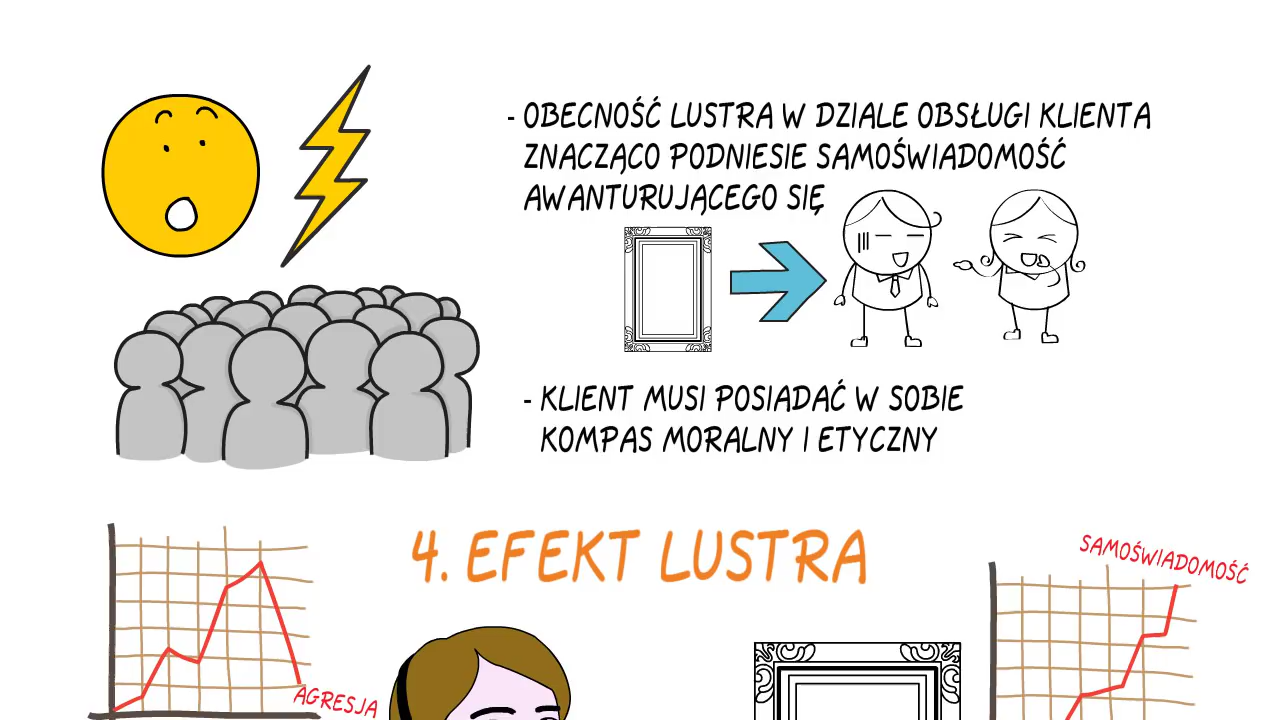 - OBECNOŚĆ LUSTRA W DZIALE OBSŁUGI KLIENTA
ZNACZĄCO PODNIESIE SAMOŚWIADOMOŚĆ
AWANTURUJĄCEGO SIĘ
- KLIENT MUSI POSIADAĆ W SOBIE
KOMPAS MORALNY I ETYCZNY
4. EFEKT LUSTRA
SAMOŚWIADOMOŚĆ
AGRESJA